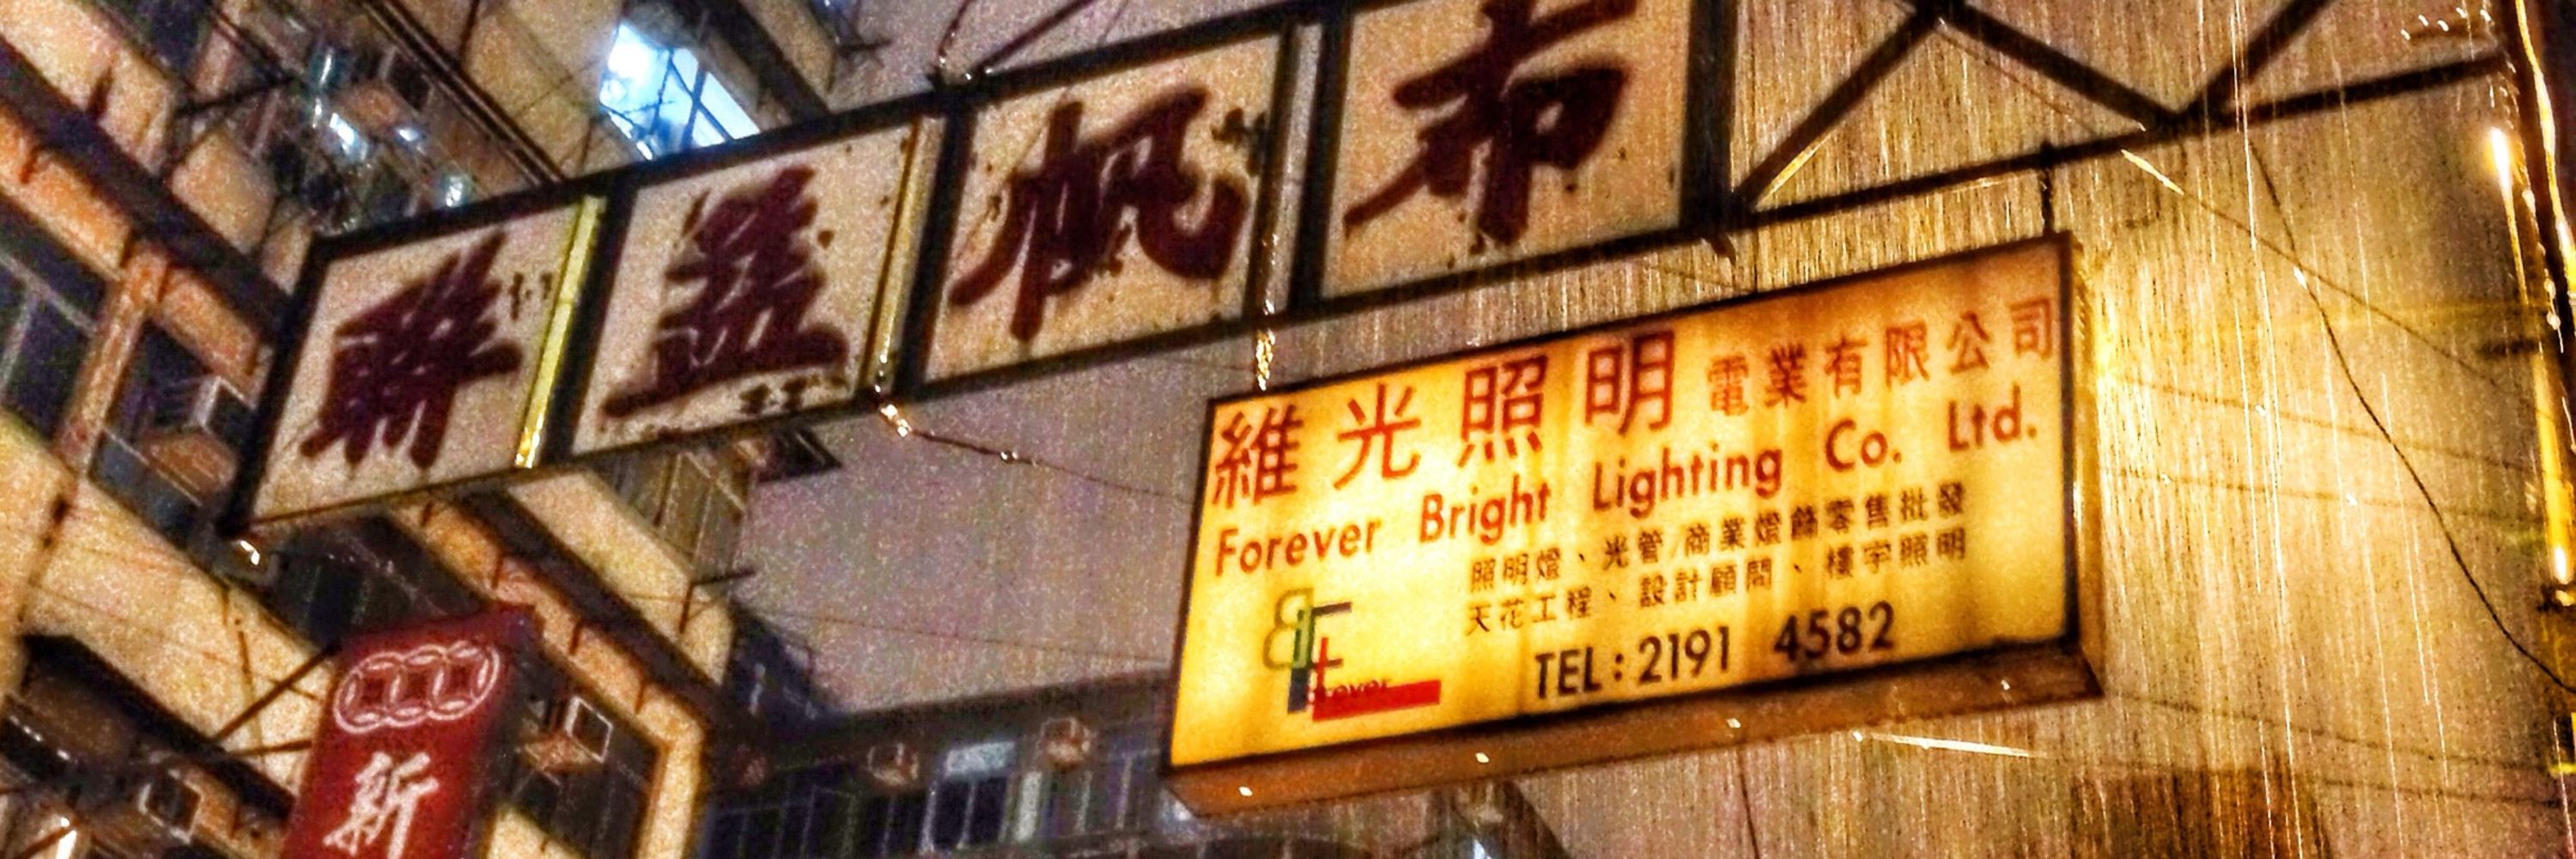 聯益帆布
維光照明電業有限公司
Forever Bright Lighting Co. Ltd.
照明燈、光管/商業燈飾零售批發
天花工程、設計顧問、樓宇照明
Forever
TEL:2191 4582
新